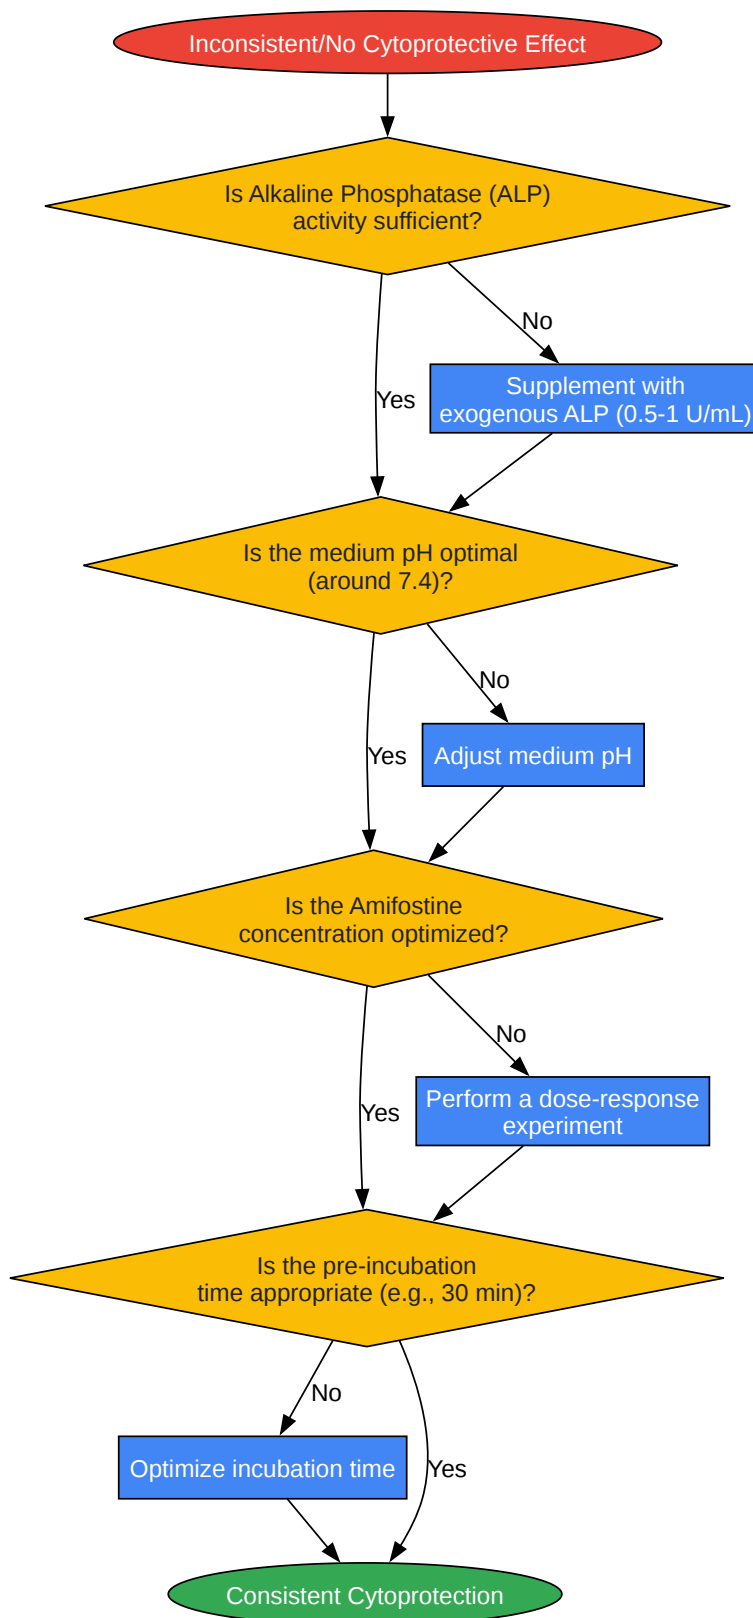 Inconsistent/No Cytoprotective Effect
Is Alkaline Phosphatase (ALP)
activity sufficient?
No
Supplement with
exogenous ALP (0.5-1 U/mL)
Yes
Is the medium pH optimal
(around 7.4)?
No
Adjust medium pH
Yes
Is the Amifostine
concentration optimized?
No
Perform a dose-response
experiment
Yes
Is the pre-incubation
time appropriate (e.g., 30 min)?
No
Optimize incubation time
Yes
Consistent Cytoprotection